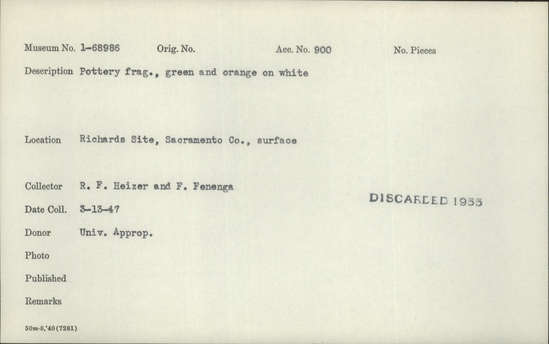 Museum No. 1-68986 Orig. No. Acc. No. 900 No. Pieces
Description Pottery frag., green and orange on white
Location Richards Site, Sacramento Co., surface
Collector R. F. Heizer and F. Fenenga
DISCARDED 1955
Date Coll. 3-13-47
Donor Univ. Approp.
Photo
Published
Remarks
50m-8,'40(7281)